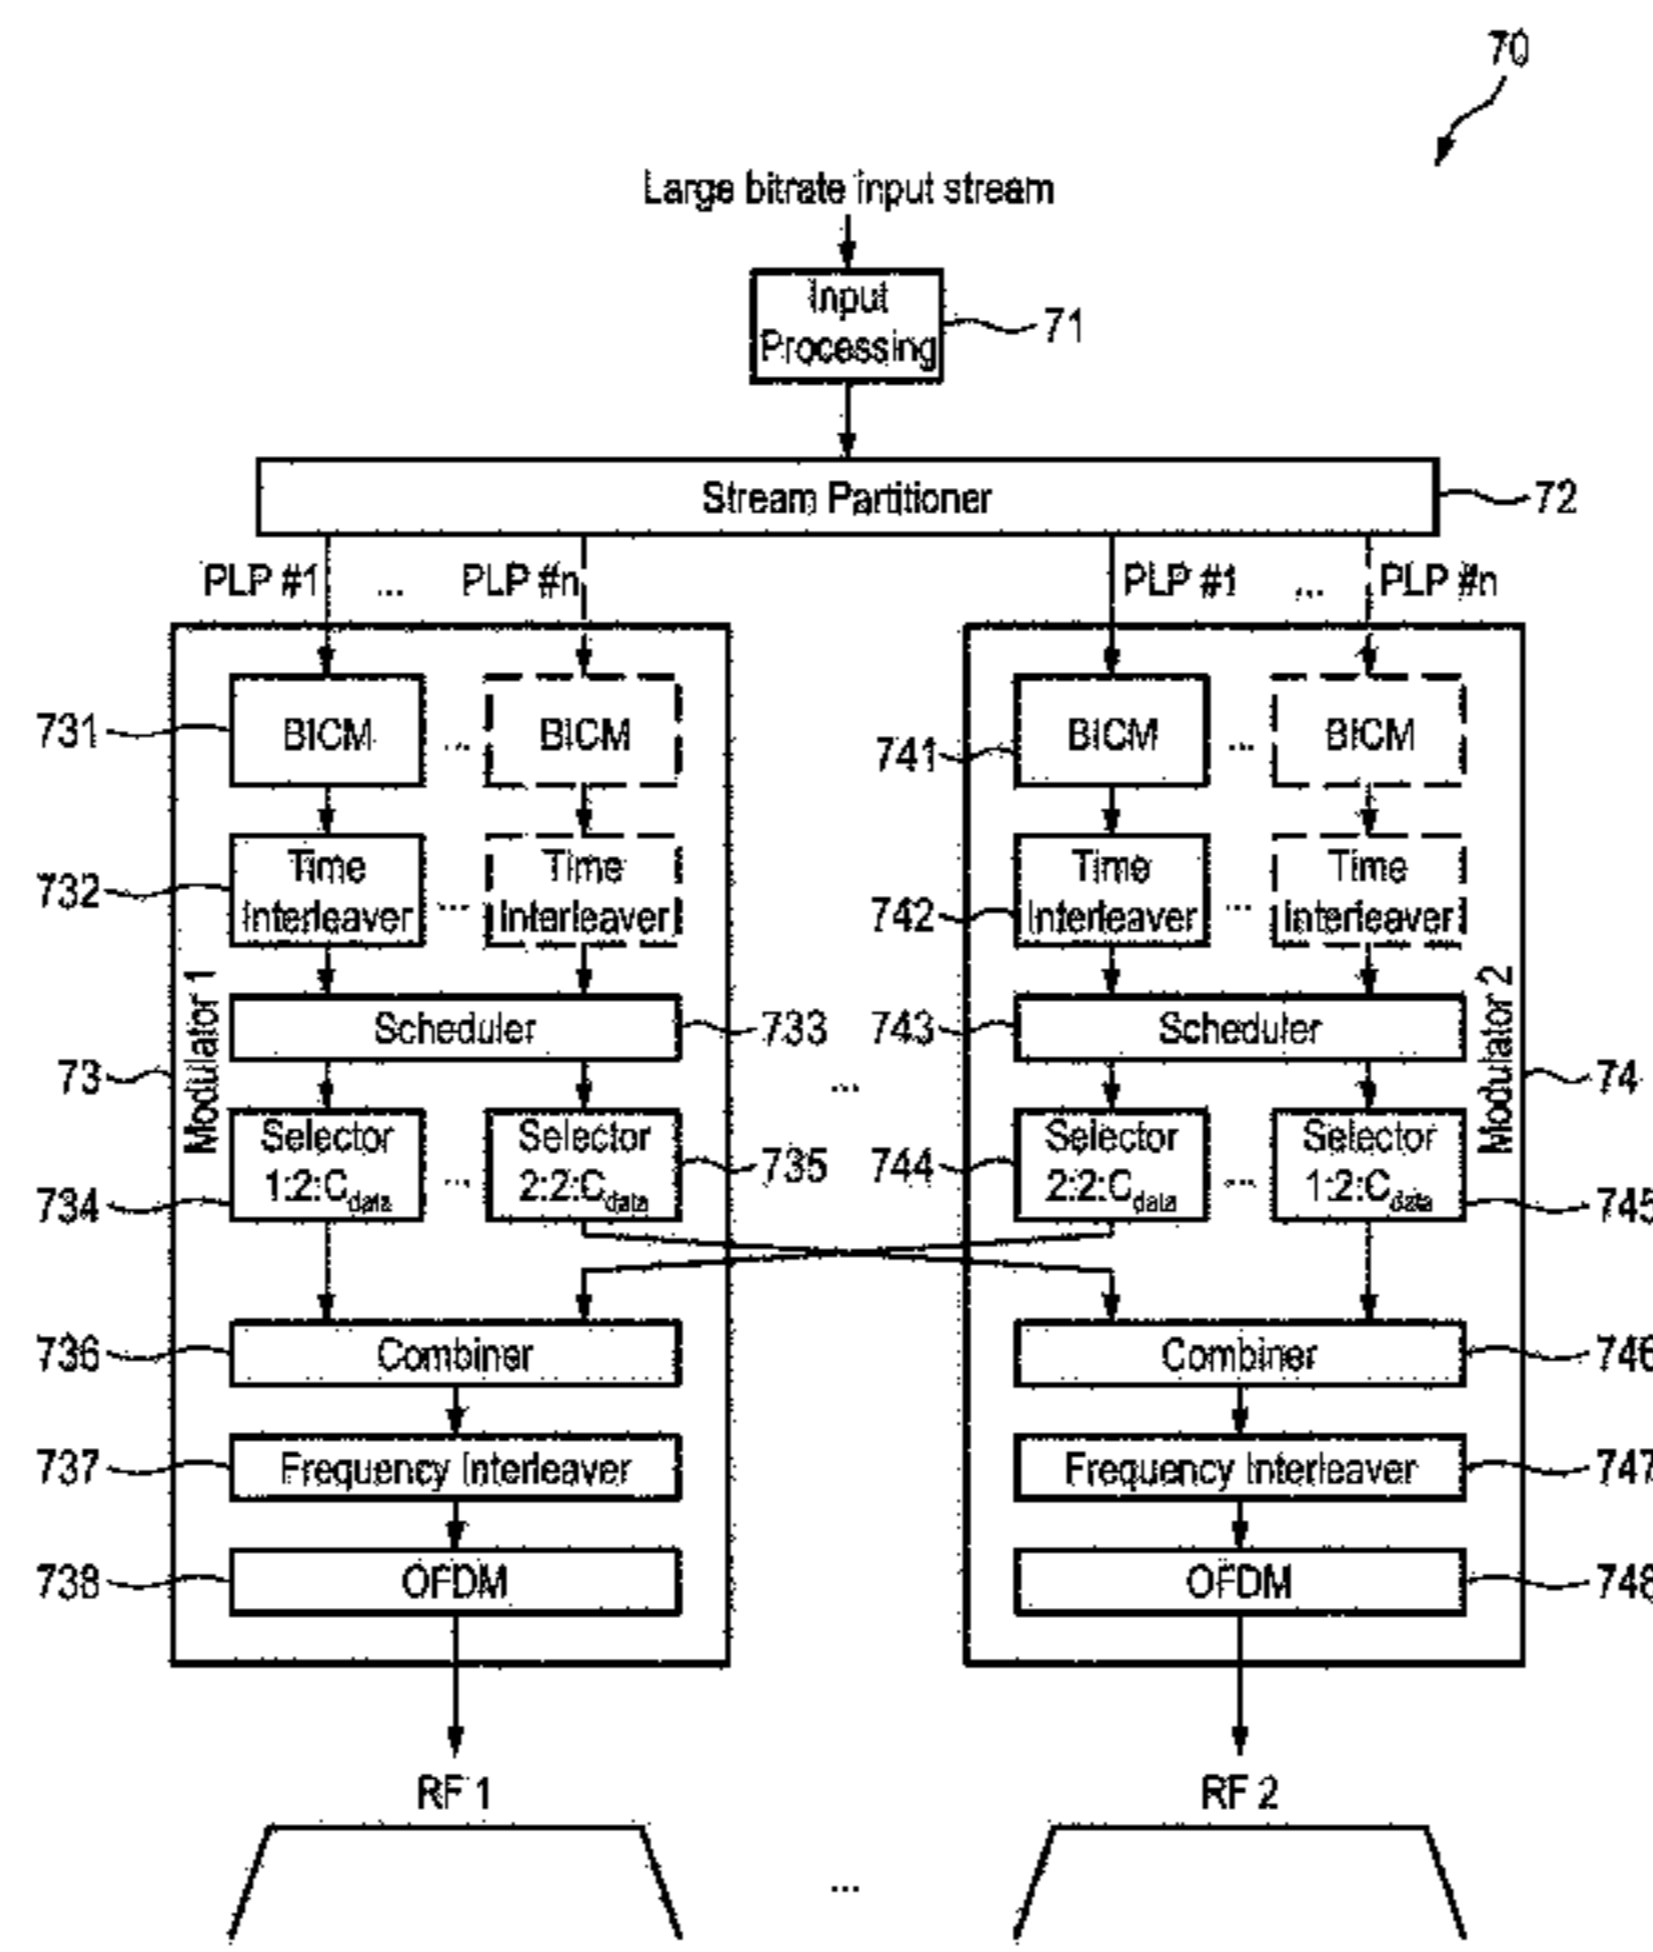 70
Large bitrate input stream
Input
Processing
71
Stream Partitioner
72
PLP #1
...
PLP #n
PLP #1
...
PLP #n
731
BICM
...
BICM
741
BICM
...
BICM
732
Time
Interleaver
...
Time
Interleaver
742
Time
Interleaver
...
Time
Interleaver
Modulator 1
73
Scheduler
733
...
743
Scheduler
Modulator 2
74
734
Selector
1:2:Cdata
...
Selector
2:2:Cdata
735
744
Selector
2:2:Cdata
...
Selector
1:2:Cdata
745
736
Combiner
Combiner
746
737
Frequency Interleaver
Frequency Interleaver
747
738
OFDM
OFDM
748
RF 1
RF 2
...